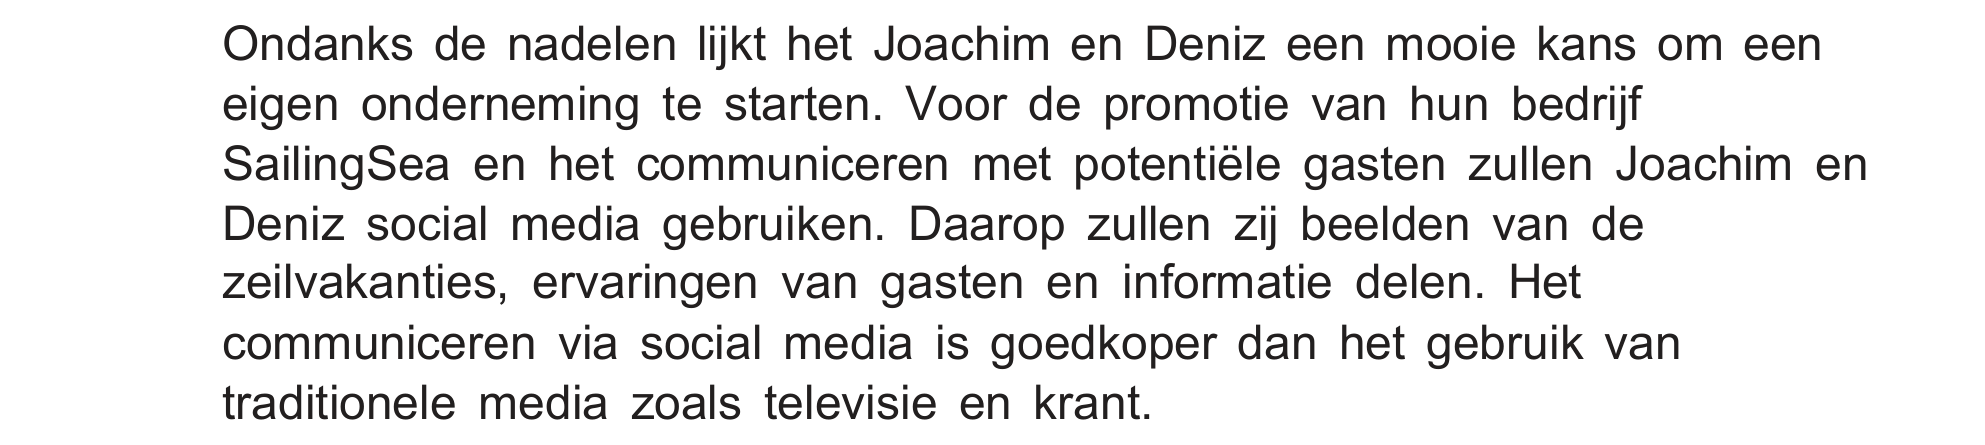 Ondanks de nadelen lijkt het Joachim en Deniz een mooie kans om een
eigen onderneming te starten. Voor de promotie van hun bedrijf
SailingSea en het communiceren met potentiële gasten zullen Joachim en
Deniz social media gebruiken. Daarop zullen zij beelden van de
zeilvakanties, ervaringen van gasten en informatie delen. Het
communiceren via social media is goedkoper dan het gebruik van
traditionele media zoals televisie en krant.